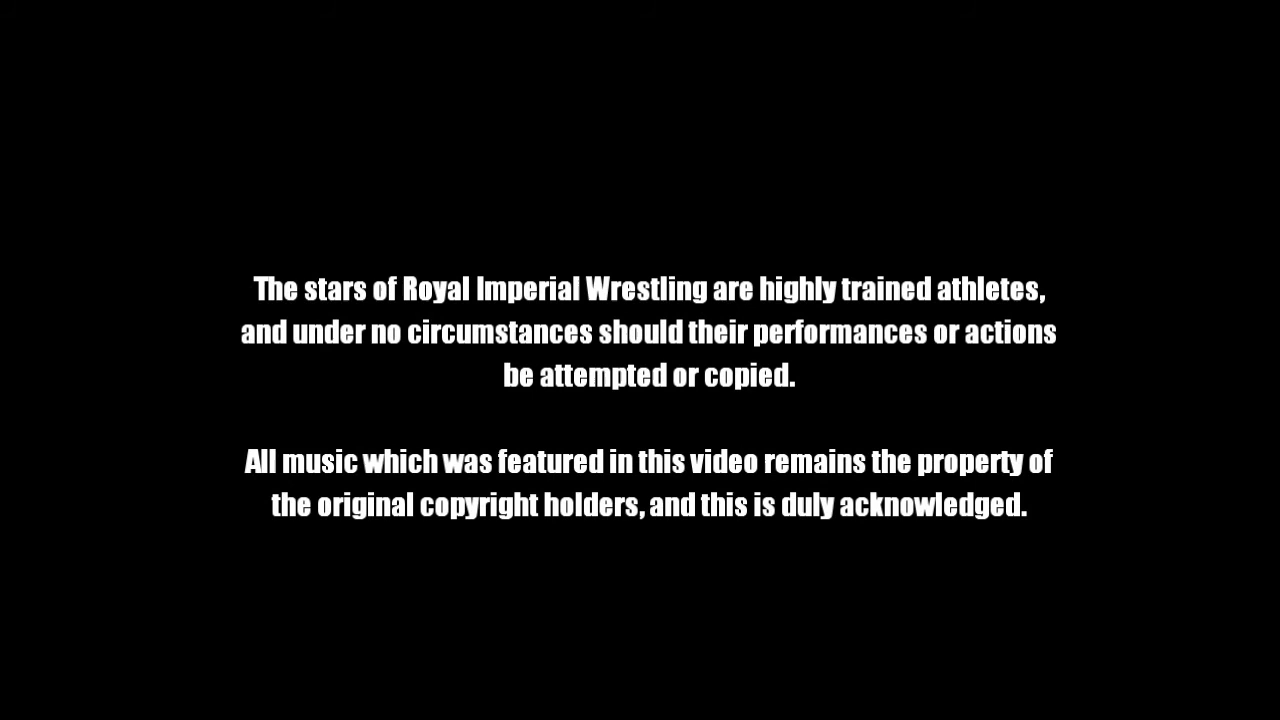 The stars of Royal Imperial Wrestling are highly trained athletes,
and under no circumstances should their performances or actions
be attempted or copied.
All music which was featured in this video remains the property of
the original copyright holders, and this is duly acknowledged.